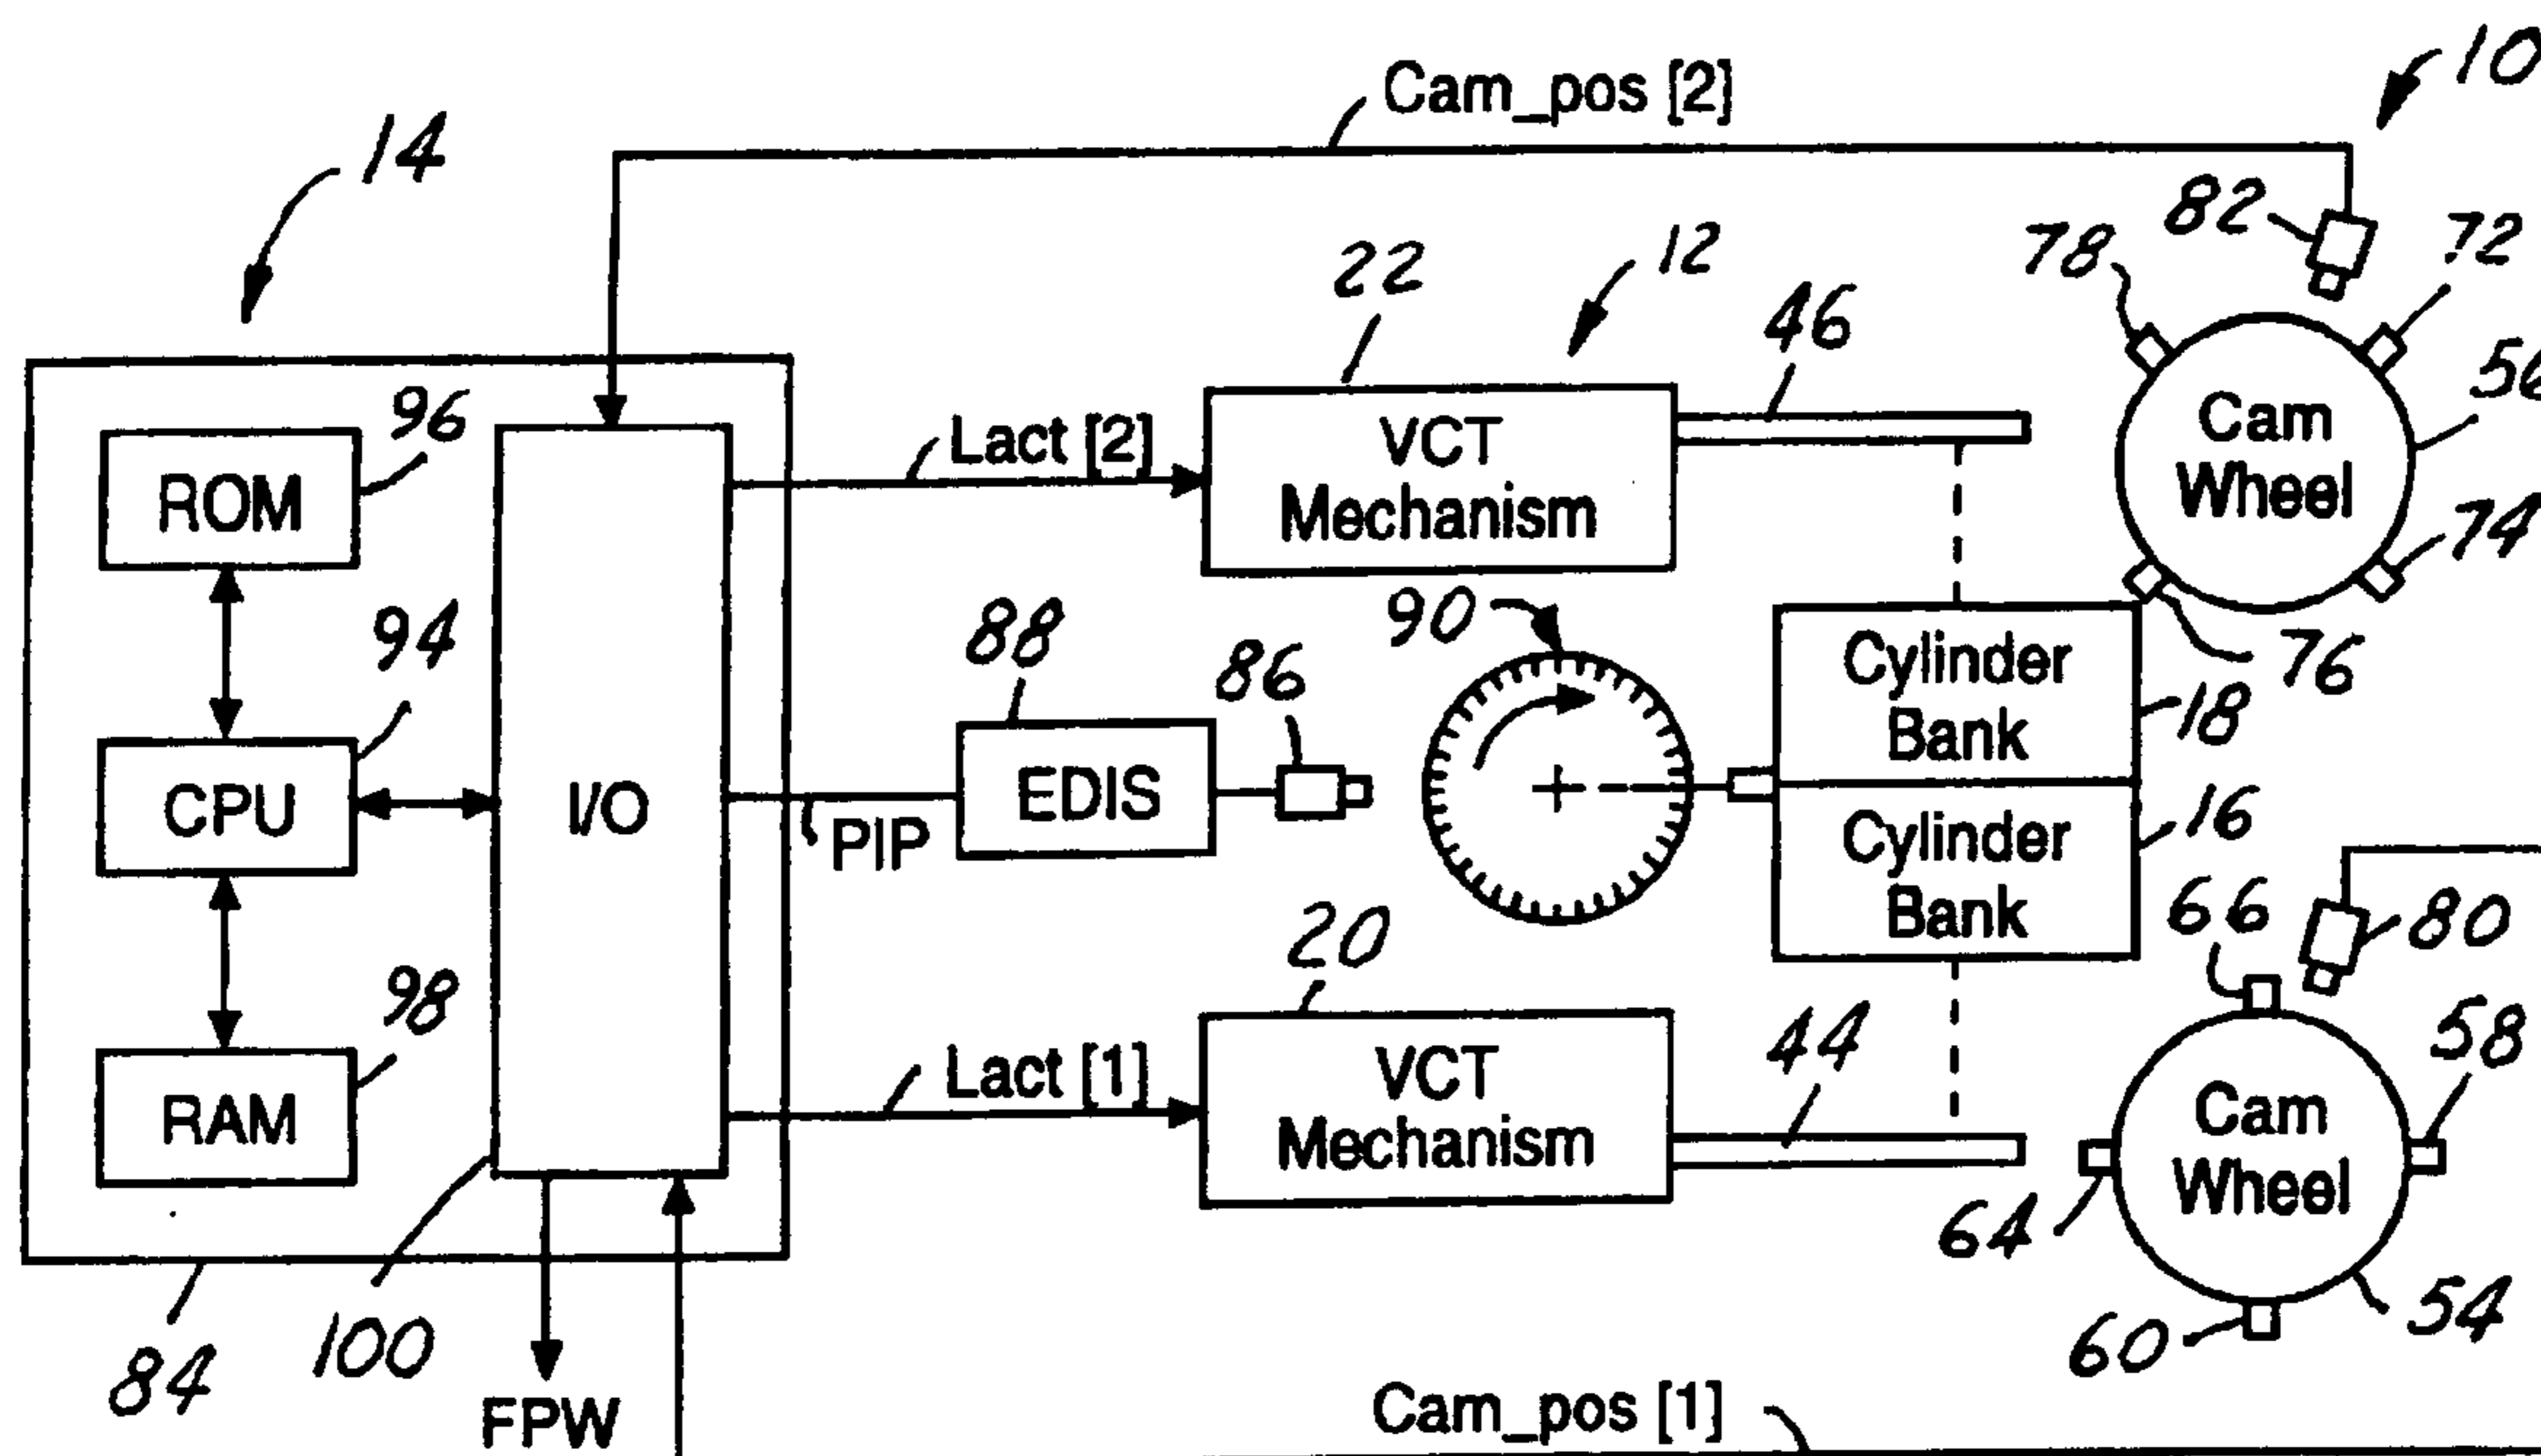 Cam_pos [2]
10
14
82
72
78
12
22
46
56
96
Lact [2]
VCT
Mechanism
Cam
Wheel
ROM
74
94
88
86
90
Cylinder
Bank
76
18
CPU
I/O
PIP
EDIS
Cylinder
Bank
16
66
80
20
98
Lact [1]
VCT
Mechanism
44
58
Cam
Wheel
RAM
64
54
60
84
100
FPW
Cam_pos [1]